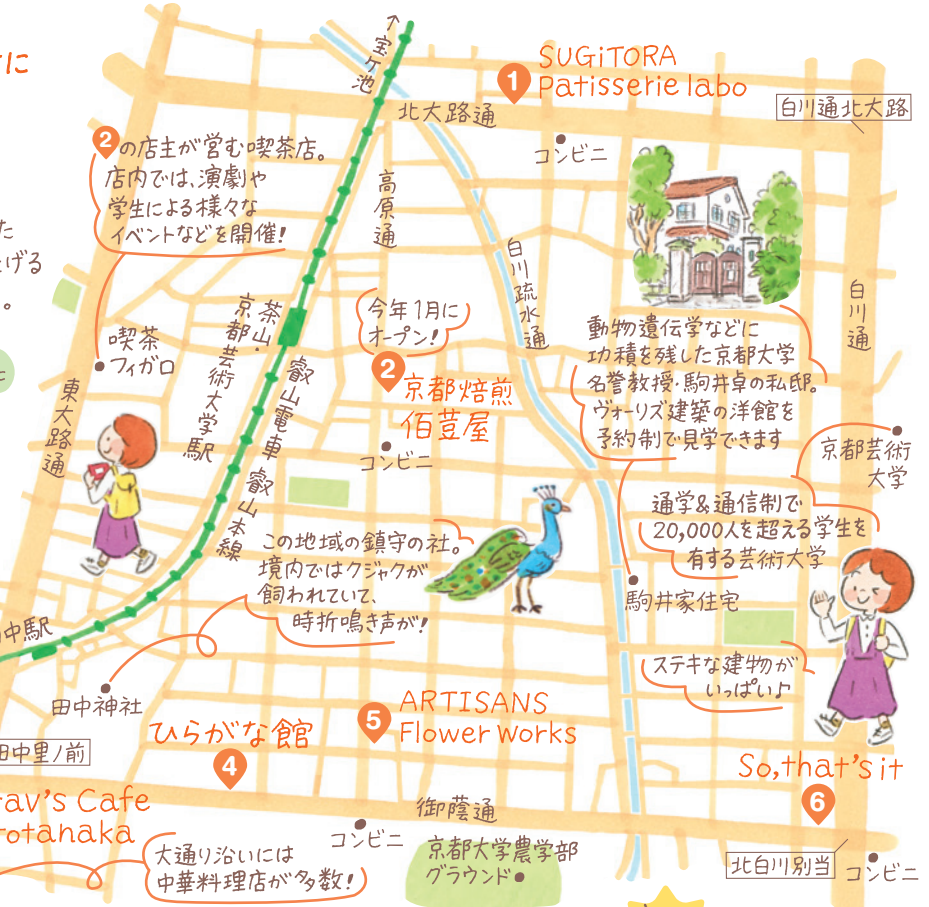 に
宝ヶ池
1
SUGiTORA
Patisserie labo
北大路通
白川通北大路
コンビニ
2の店主が営む喫茶店。
店内では、演劇や
学生による様々な
イベントなどを開催！
高原通
白川疏水通
白川通
た
げる
。
喫茶
フィガロ
茶山・
京都芸術大学駅
今年1月に
オープン！
2
京都焙煎
佰荳屋
コンビニ
動物遺伝学などに
功積を残した京都大学
名誉教授・駒井卓の私邸。
ヴォーリズ建築の洋館を
予約制で見学できます
京都芸術
大学
東大路通
叡山電車 叡山本線
通学&通信制で
20,000人を超える学生を
有する芸術大学
この地域の鎮守の社。
境内ではクジャクが
飼われていて、
時折鳴き声が！
駒井家住宅
中駅
田中神社
ステキな建物が
いっぱい♪
5
ARTISANS
Flower works
ひらがな館
4
田中里ノ前
So,that's it
6
av's Cafe
otanaka
御蔭通
コンビニ
大通り沿いには
中華料理店が多数！
京都大学農学部
グラウンド
北白川別当
コンビニ